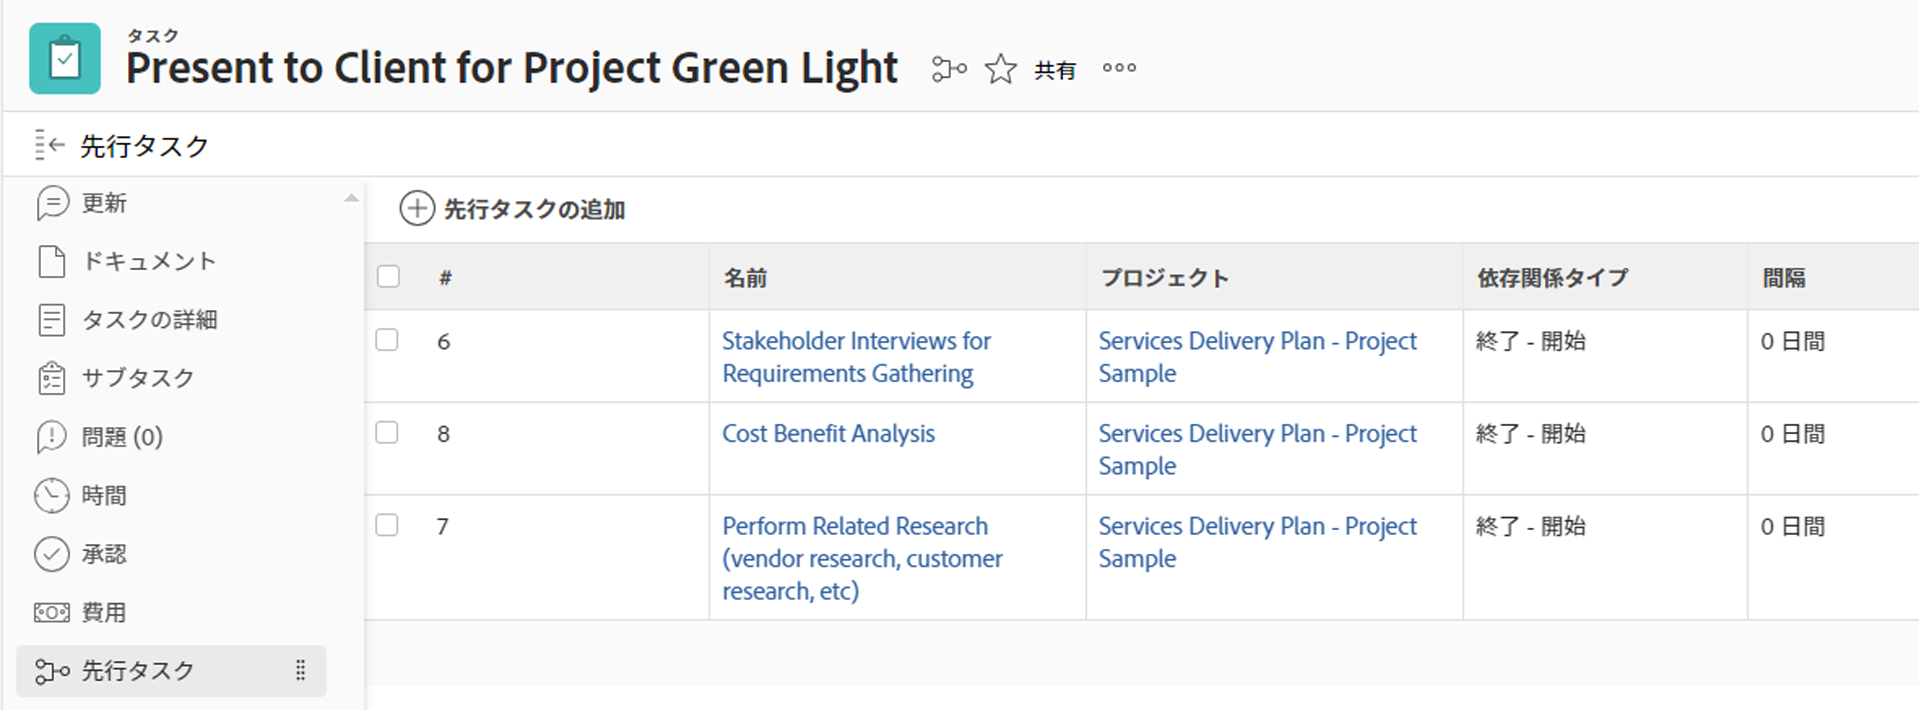 タスク
Present to Client for Project Green Light 共有
先行タスク
更新
ドキュメント
タスクの詳細
サブタスク
問題 (0)
時間
承認
費用
先行タスク
先行タスクの追加
# 名前 プロジェクト 依存関係タイプ 間隔
6 Stakeholder Interviews for Services Delivery Plan - Project 終了 - 開始 0 日間
Requirements Gathering Sample
8 Cost Benefit Analysis Services Delivery Plan - Project 終了 - 開始 0 日間
Sample
7 Perform Related Research Services Delivery Plan - Project 終了 - 開始 0 日間
(vendor research, customer Sample
research, etc)